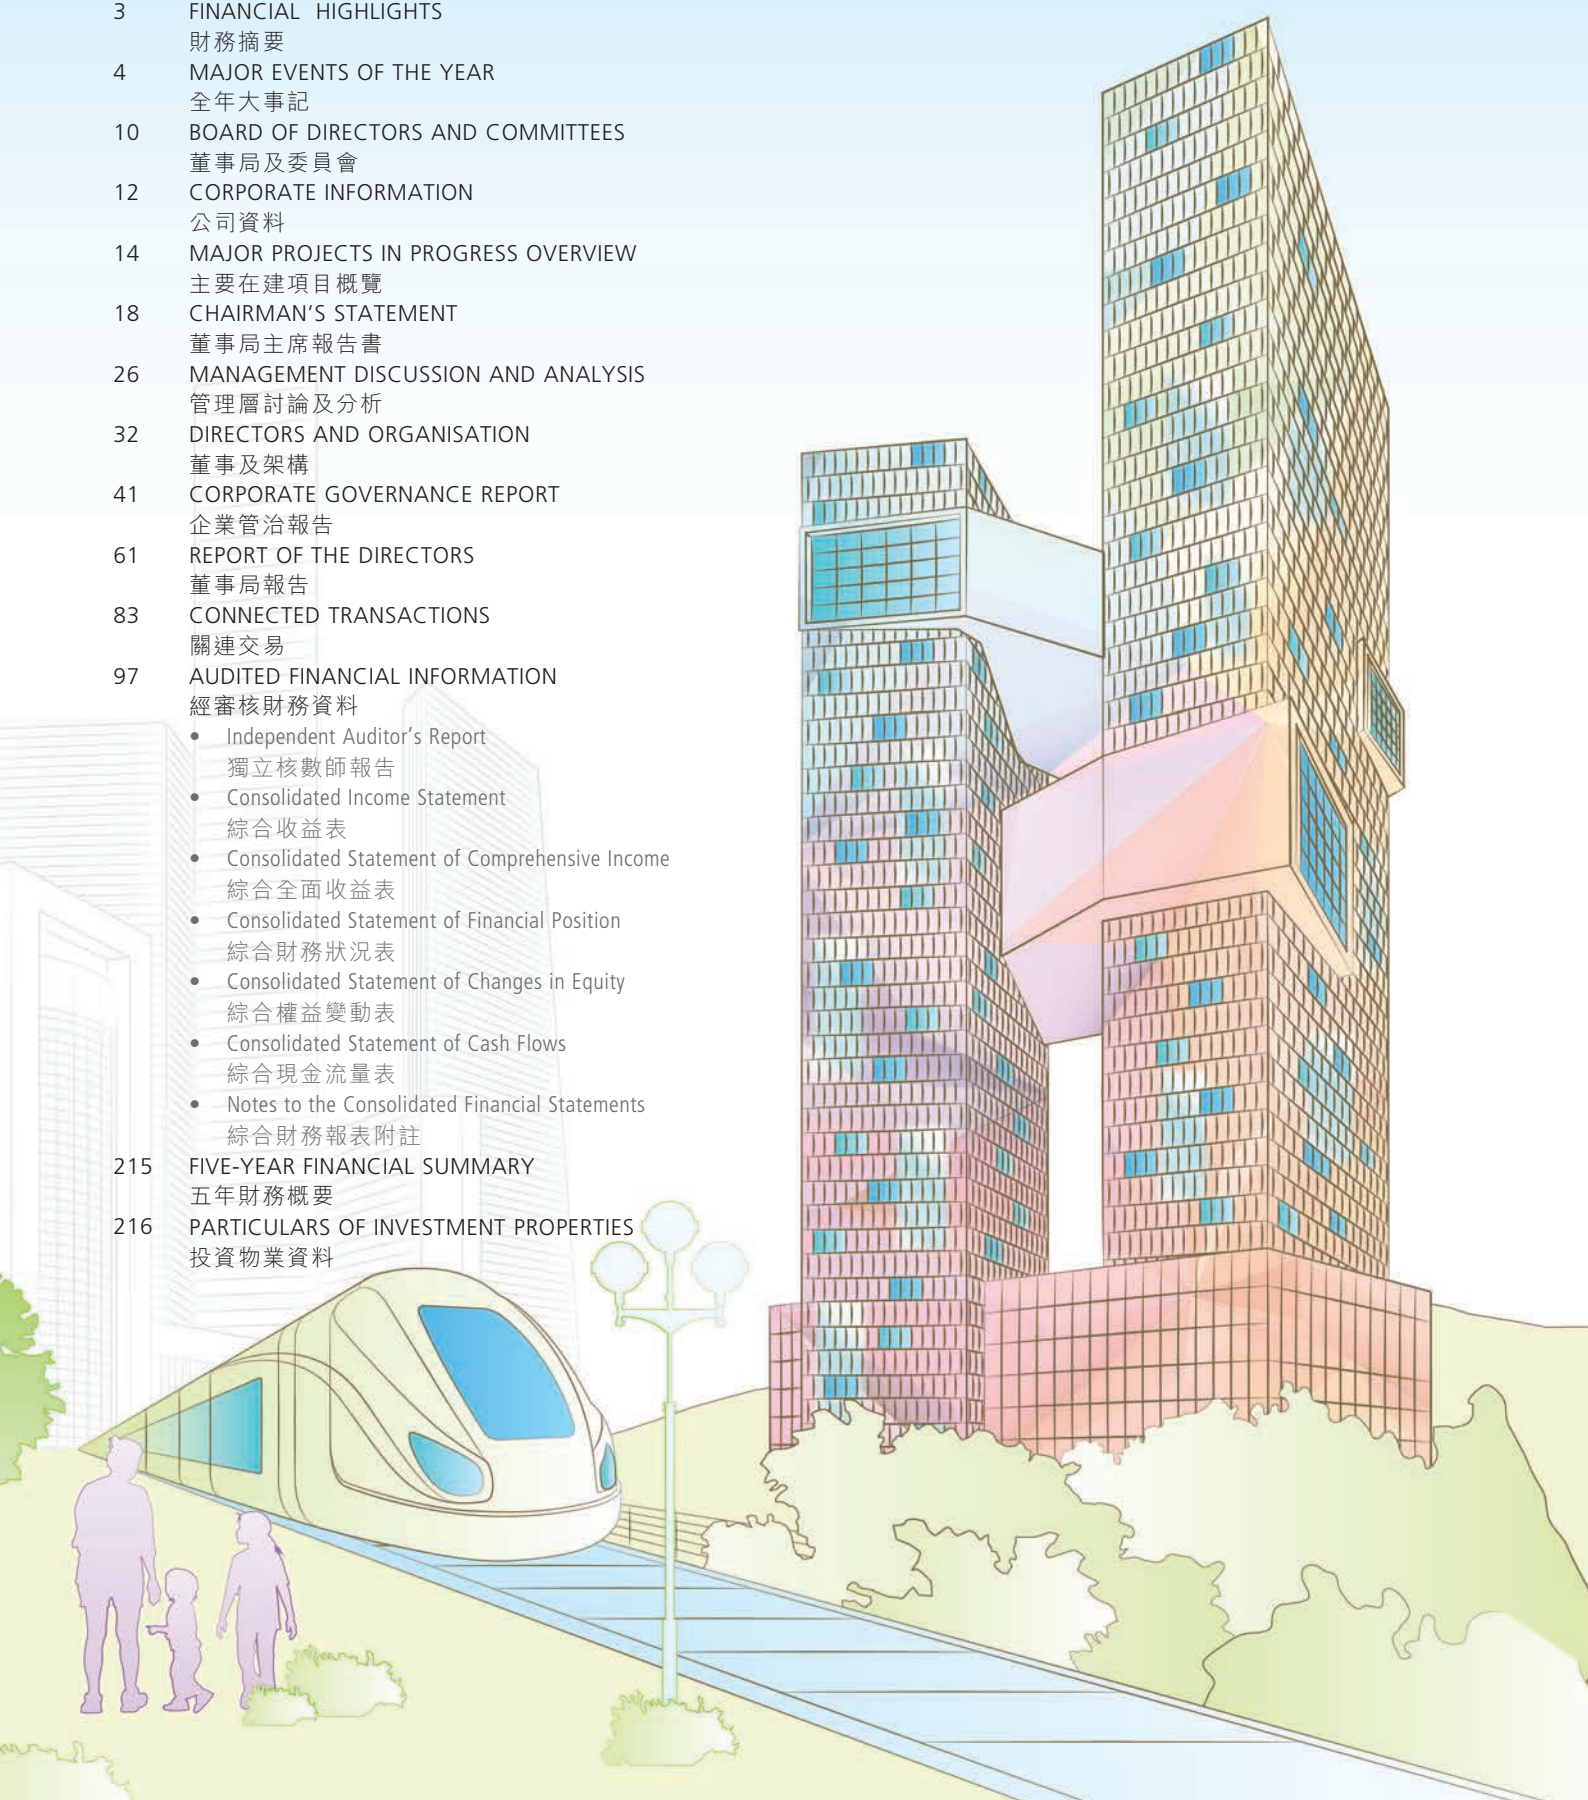 3 FINANCIAL HIGHLIGHTS
財務摘要
4 MAJOR EVENTS OF THE YEAR
全年大事記
10 BOARD OF DIRECTORS AND COMMITTEES
董事局及委員會
12 CORPORATE INFORMATION
公司資料
14 MAJOR PROJECTS IN PROGRESS OVERVIEW
主要在建項目概覽
18 CHAIRMAN’S STATEMENT
董事局主席報告書
26 MANAGEMENT DISCUSSION AND ANALYSIS
管理層討論及分析
32 DIRECTORS AND ORGANISATION
董事及架構
41 CORPORATE GOVERNANCE REPORT
企業管治報告
61 REPORT OF THE DIRECTORS
董事局報告
83 CONNECTED TRANSACTIONS
關連交易
97 AUDITED FINANCIAL INFORMATION
經審核財務資料
• Independent Auditor’s Report
獨立核數師報告
• Consolidated Income Statement
綜合收益表
• Consolidated Statement of Comprehensive Income
綜合全面收益表
• Consolidated Statement of Financial Position
綜合財務狀況表
• Consolidated Statement of Changes in Equity
綜合權益變動表
• Consolidated Statement of Cash Flows
綜合現金流量表
• Notes to the Consolidated Financial Statements
綜合財務報表附註
215 FIVE-YEAR FINANCIAL SUMMARY
五年財務概要
216 PARTICULARS OF INVESTMENT PROPERTIES
投資物業資料